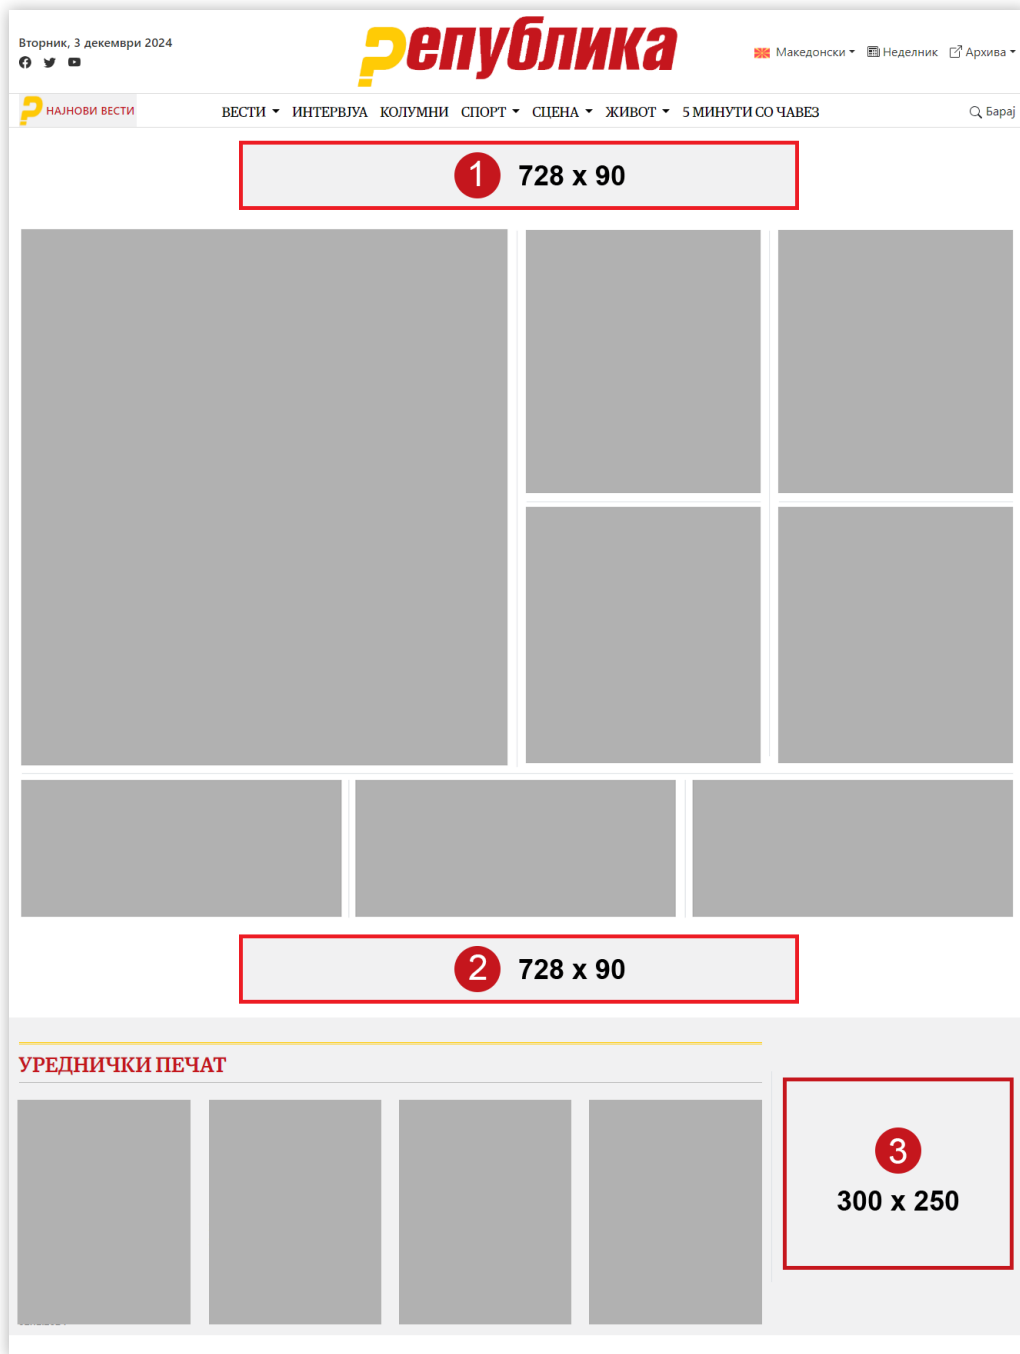 Вторник, 3 декември 2024
Република
Македонски
Неделник
Архива
НАЈНОВИ ВЕСТИ
ВЕСТИ ИНТЕРВЈУА КОЛУМНИ СПОРТ СЦЕНА ЖИВОТ 5 МИНУТИ СО ЧАВЕЗ
Барај
1 728 x 90
2 728 x 90
УРЕДНИЧКИ ПЕЧАТ
3
300 x 250